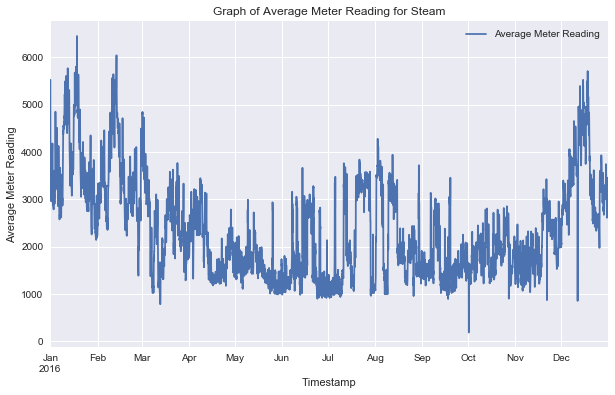 Graph of Average Meter Reading for Steam
Average Meter Reading
Average Meter Reading
6000
5000
4000
3000
2000
1000
0
Jan Feb Mar Apr May Jun Jul Aug Sep Oct Nov Dec
2016
Timestamp